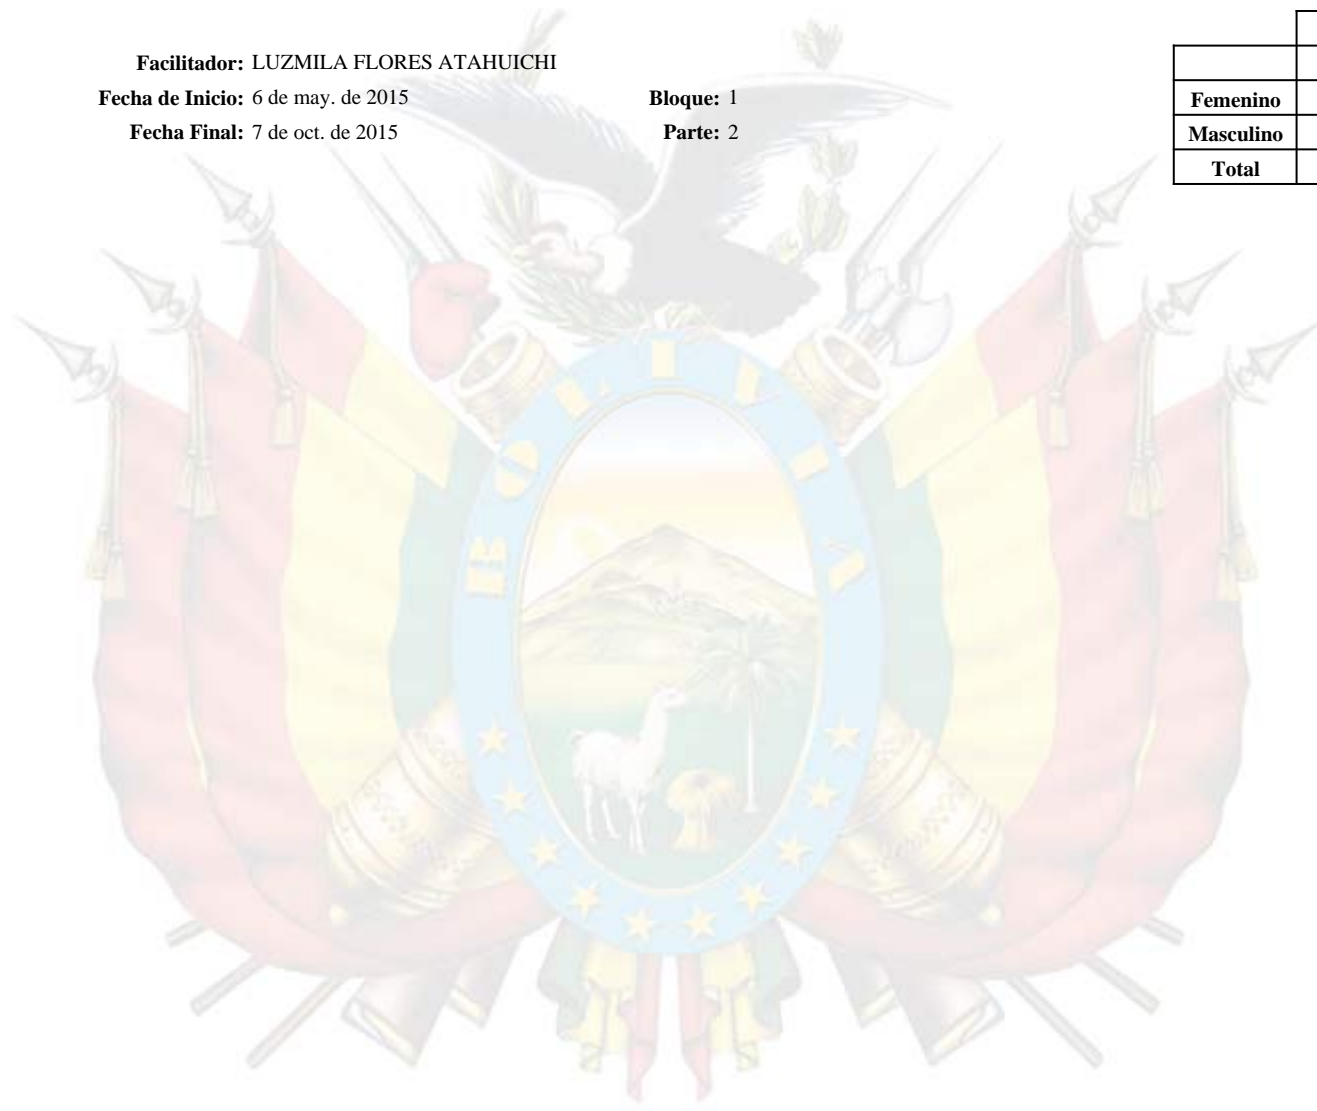 Facilitador: LUZMILA FLORES ATAHUICHI
Fecha de Inicio: 6 de may. de 2015 Bloque: 1
Fecha Final: 7 de oct. de 2015 Parte: 2
Femenino
Masculino
Total
BOLIVIA